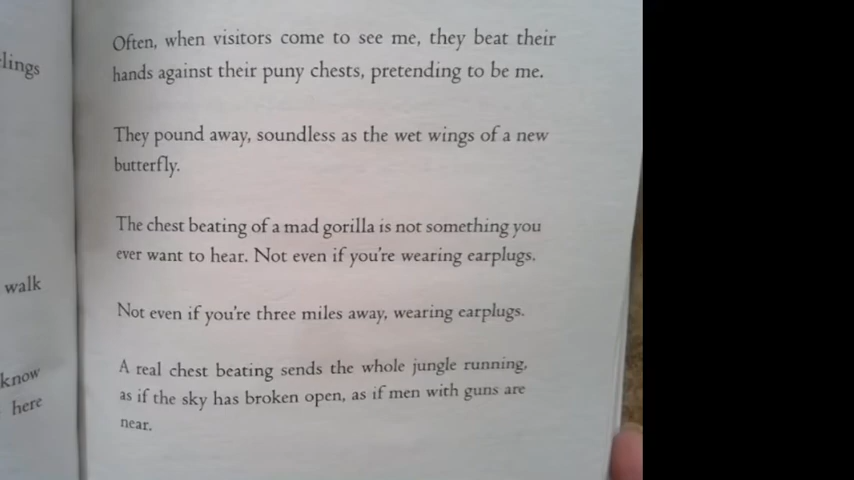 lings
walk
know
here
Often, when visitors come to see me, they beat their
hands against their puny chests, pretending to be me.
They pound away, soundless as the wet wings of a new
butterfly.
The chest beating of a mad gorilla is not something you
ever want to hear. Not even if you're wearing earplugs.
Not even if you're three miles away, wearing earplugs.
A real chest beating sends the whole jungle running,
as if the sky has broken open, as if men with guns are
near.